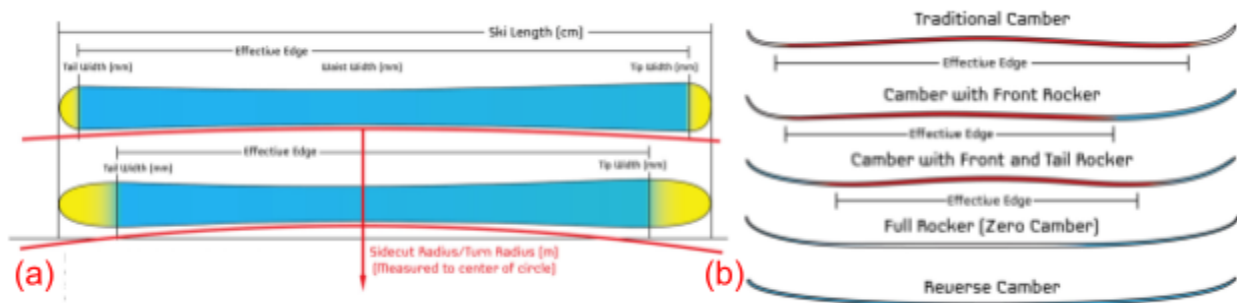 Ski Length (cm)
Effective Edge
Tail Width (mm)
Waist Width (mm)
Tip Width (mm)
Effective Edge
Tail Width (mm)
Tip Width (mm)
Sidecut Radius/Turn Radius (m)
(Measured to center of circle)
(a)
Traditional Camber
Effective Edge
Camber with Front Rocker
Effective Edge
Camber with Front and Tail Rocker
Effective Edge
Full Rocker (Zero Camber)
Reverse Camber
(b)